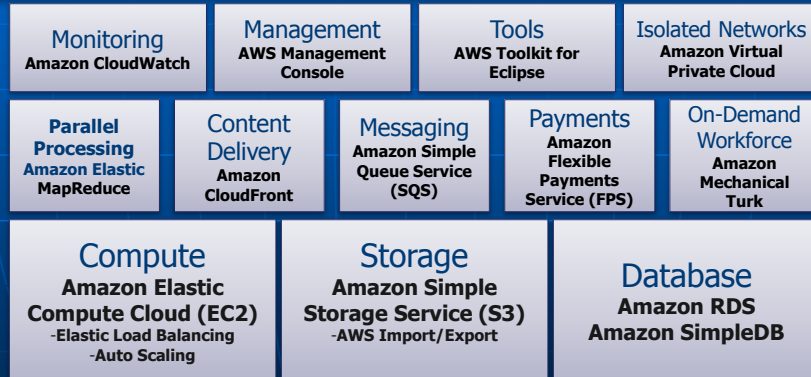 Monitoring
Amazon CloudWatch
Management
AWS Management
Console
Tools
AWS Toolkit for
Eclipse
Isolated Networks
Amazon Virtual
Private Cloud
Parallel
Processing
Amazon Elastic
MapReduce
Content
Delivery
Amazon
CloudFront
Messaging
Amazon Simple
Queue Service
(SQS)
Payments
Amazon
Flexible
Payments
Service (FPS)
On-Demand
Workforce
Amazon
Mechanical
Turk
Compute
Amazon Elastic
Compute Cloud (EC2)
-Elastic Load Balancing
-Auto Scaling
Storage
Amazon Simple
Storage Service (S3)
-AWS Import/Export
Database
Amazon RDS
Amazon SimpleDB